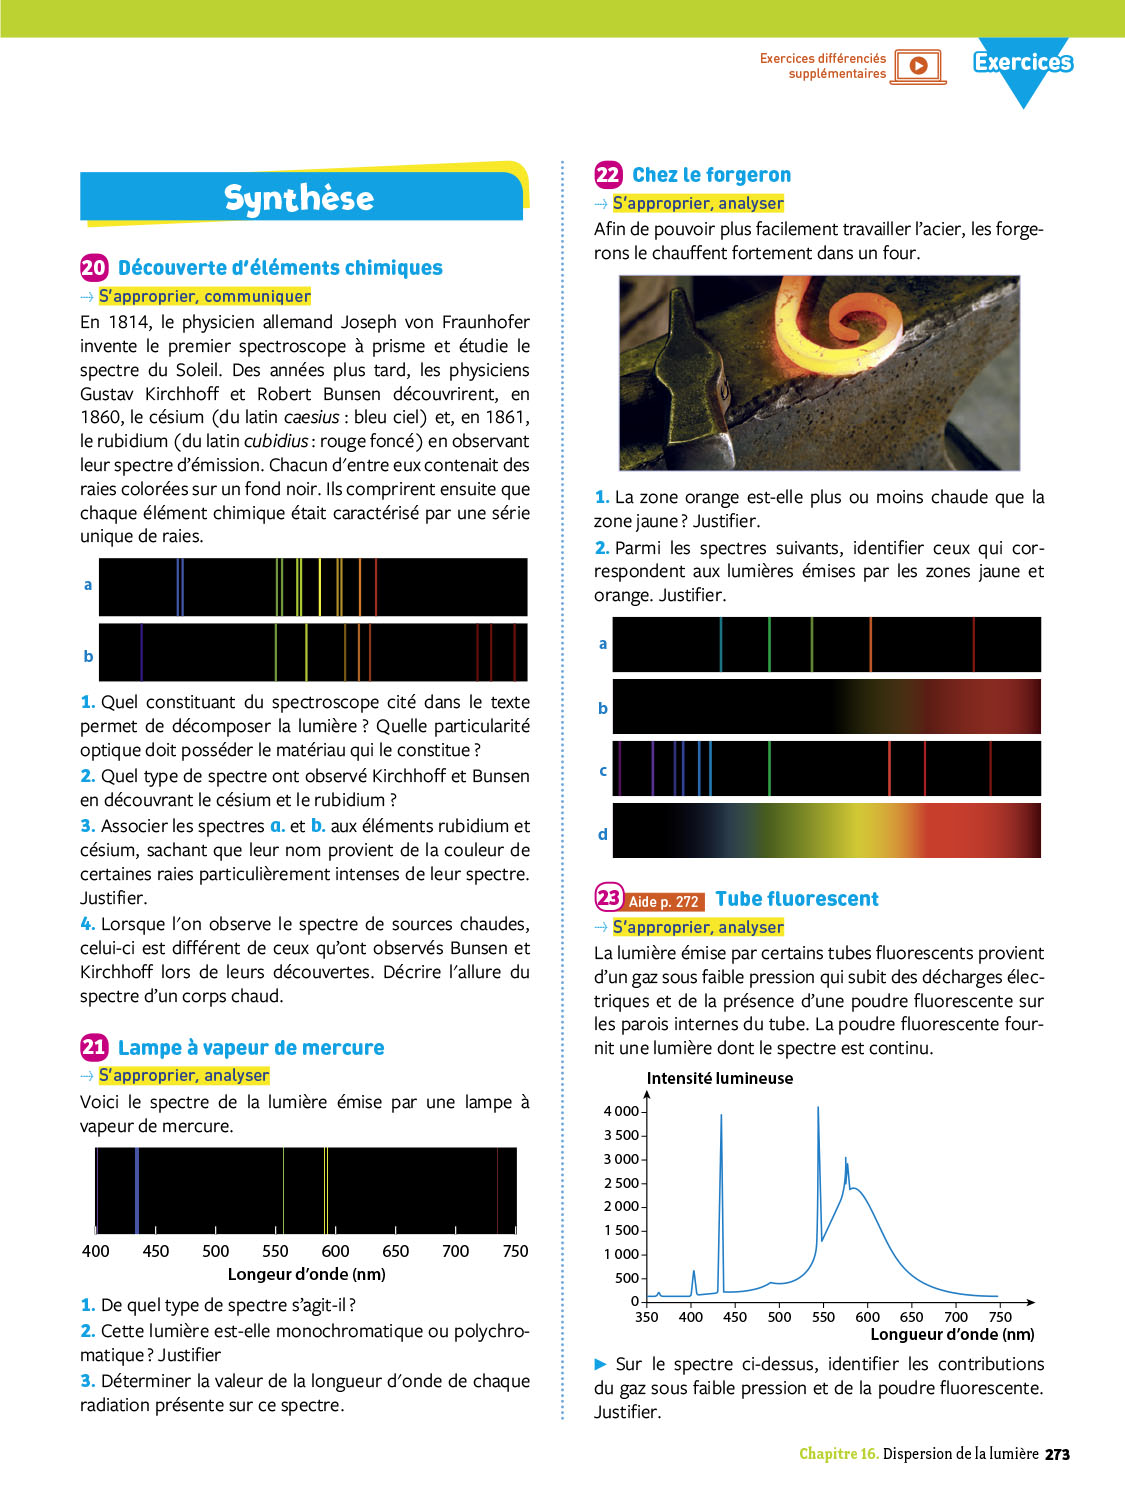 Exercices différenciés
supplémentaires
Exercices
Synthèse
20 Découverte d'éléments chimiques
→ S'approprier, communiquer
En 1814, le physicien allemand Joseph von Fraunhofer
invente le premier spectroscope à prisme et étudie le
spectre du Soleil. Des années plus tard, les physiciens
Gustav Kirchhoff et Robert Bunsen découvrirent, en
1860, le césium (du latin caesius : bleu ciel) et, en 1861,
le rubidium (du latin cubidius : rouge foncé) en observant
leur spectre d'émission. Chacun d'entre eux contenait des
raies colorées sur un fond noir. Ils comprirent ensuite que
chaque élément chimique était caractérisé par une série
unique de raies.
a
b
1. Quel constituant du spectroscope cité dans le texte
permet de décomposer la lumière ? Quelle particularité
optique doit posséder le matériau qui le constitue ?
2. Quel type de spectre ont observé Kirchhoff et Bunsen
en découvrant le césium et le rubidium ?
3. Associer les spectres a. et b. aux éléments rubidium et
césium, sachant que leur nom provient de la couleur de
certaines raies particulièrement intenses de leur spectre.
Justifier.
4. Lorsque l'on observe le spectre de sources chaudes,
celui-ci est différent de ceux qu'ont observés Bunsen et
Kirchhoff lors de leurs découvertes. Décrire l'allure du
spectre d'un corps chaud.
21 Lampe à vapeur de mercure
→ S'approprier, analyser
Voici le spectre de la lumière émise par une lampe à
vapeur de mercure.
400 450 500 550 600 650 700 750
Longeur d'onde (nm)
1. De quel type de spectre s'agit-il ?
2. Cette lumière est-elle monochromatique ou polychro-
matique ? Justifier
3. Déterminer la valeur de la longueur d'onde de chaque
radiation présente sur ce spectre.
22 Chez le forgeron
→ S'approprier, analyser
Afin de pouvoir plus facilement travailler l'acier, les forge-
rons le chauffent fortement dans un four.
1. La zone orange est-elle plus ou moins chaude que la
zone jaune ? Justifier.
2. Parmi les spectres suivants, identifier ceux qui cor-
respondent aux lumières émises par les zones jaune et
orange. Justifier.
a
b
c
d
23 Aide p. 272 Tube fluorescent
→ S'approprier, analyser
La lumière émise par certains tubes fluorescents provient
d'un gaz sous faible pression qui subit des décharges élec-
triques et de la présence d'une poudre fluorescente sur
les parois internes du tube. La poudre fluorescente four-
nit une lumière dont le spectre est continu.
Intensité lumineuse
4 000
3 500
3 000
2 500
2 000
1 500
1 000
500
0
350 400 450 500 550 600 650 700 750
Longueur d'onde (nm)
► Sur le spectre ci-dessus, identifier les contributions
du gaz sous faible pression et de la poudre fluorescente.
Justifier.
Chapitre 16. Dispersion de la lumière 273